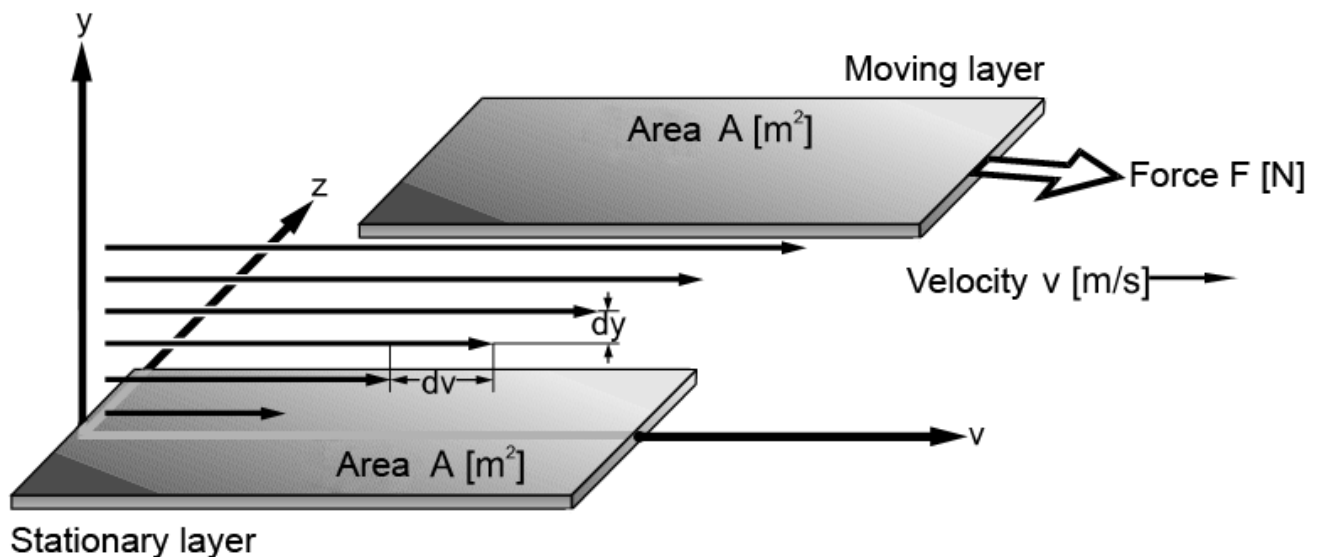 y
Moving layer
Area A [m²]
z
Force F [N]
Velocity v [m/s]
dy
dv
v
Area A [m²]
Stationary layer